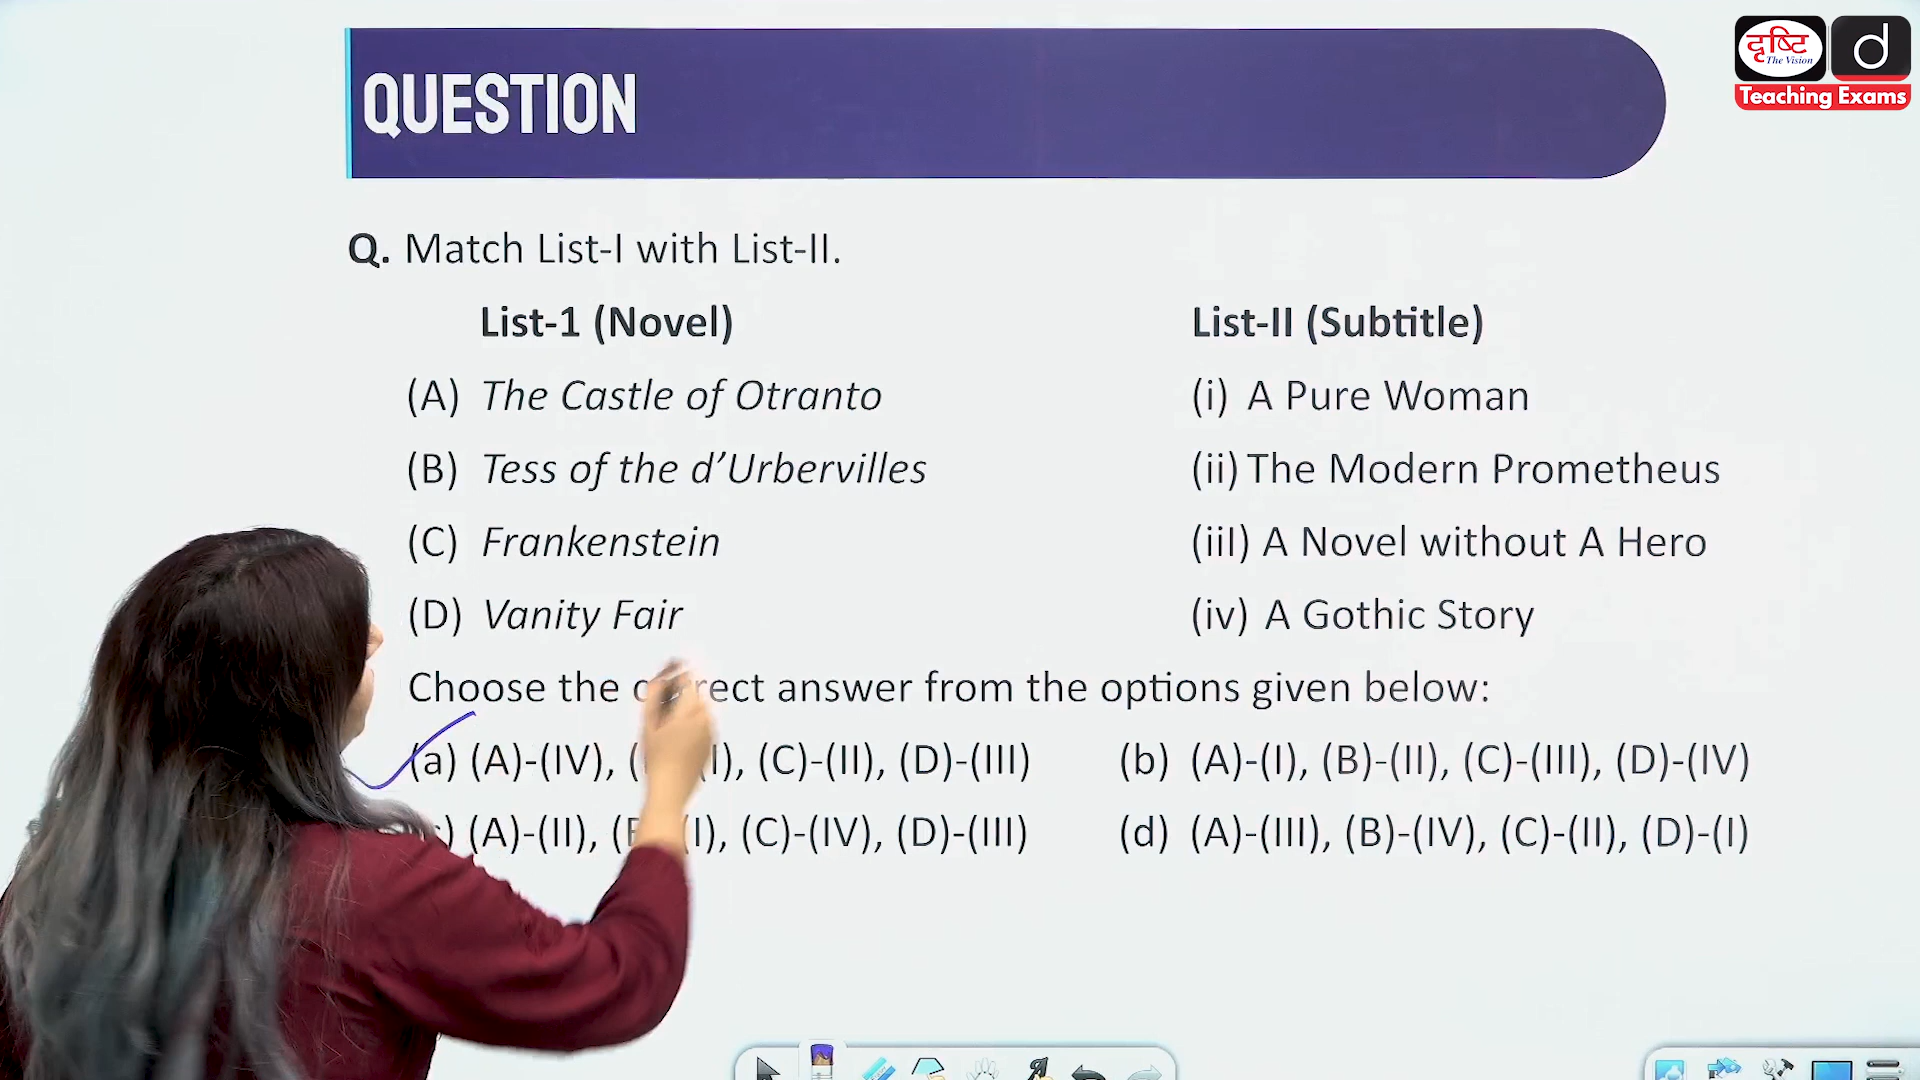 दृष्टि
The Vision
d
Teaching Exams
QUESTION
Q. Match List-I with List-II.
List-1 (Novel) List-II (Subtitle)
(A) The Castle of Otranto (i) A Pure Woman
(B) Tess of the d’Urbervilles (ii) The Modern Prometheus
(C) Frankenstein (iiI) A Novel without A Hero
(D) Vanity Fair (iv) A Gothic Story
Choose the correct answer from the options given below:
(a) (A)-(IV), (I), (C)-(II), (D)-(III) (b) (A)-(I), (B)-(II), (C)-(III), (D)-(IV)
(A)-(II), (I), (C)-(IV), (D)-(III) (d) (A)-(III), (B)-(IV), (C)-(II), (D)-(I)